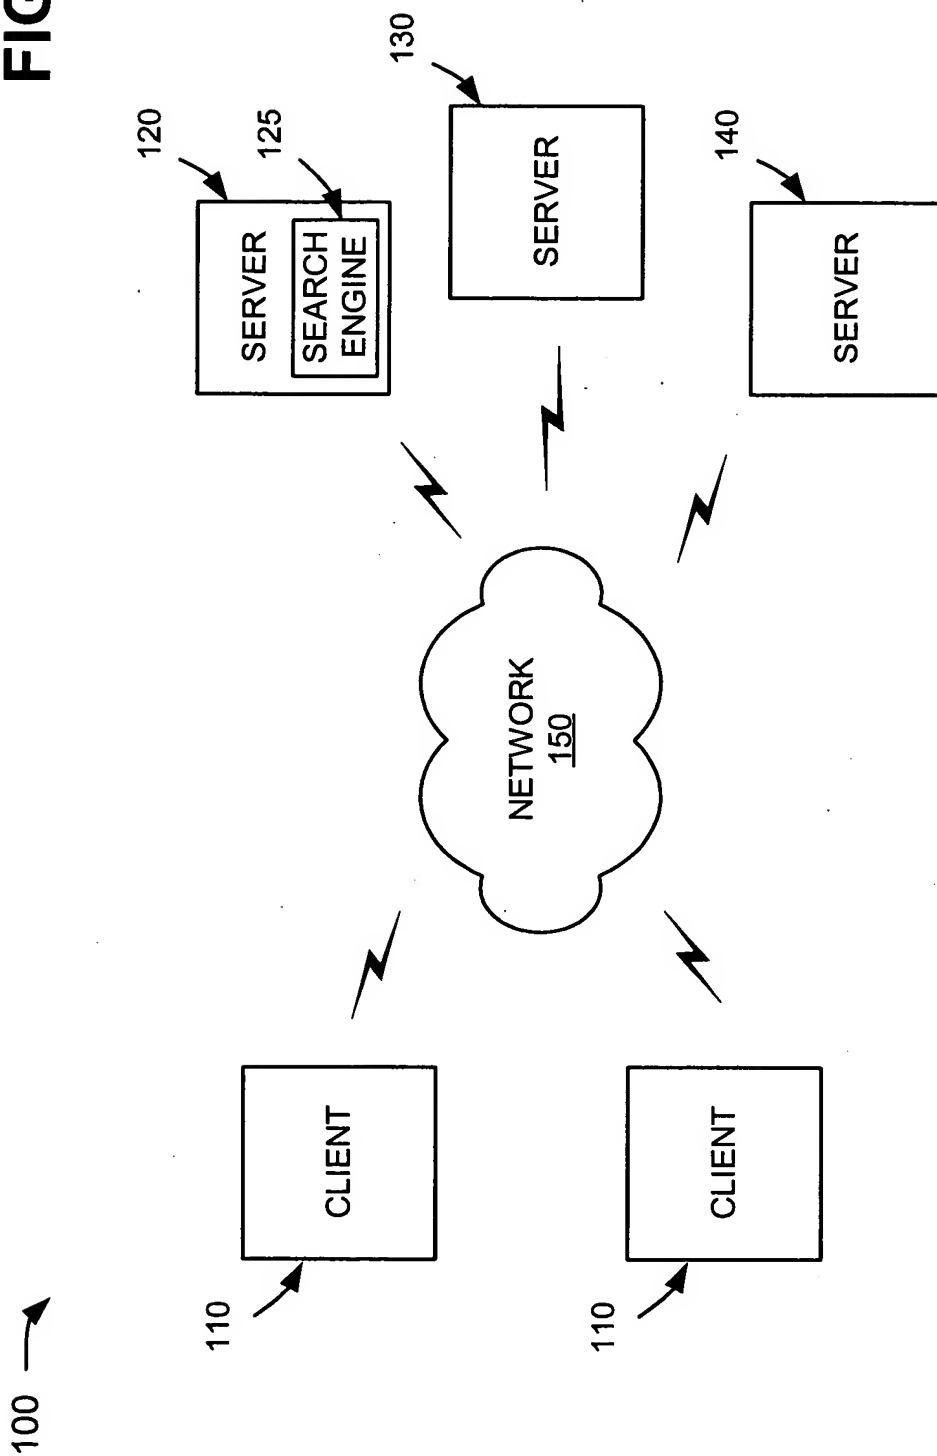 FIG
100
110
CLIENT
110
CLIENT
NETWORK
150
120
SERVER
125
SEARCH
ENGINE
130
SERVER
140
SERVER